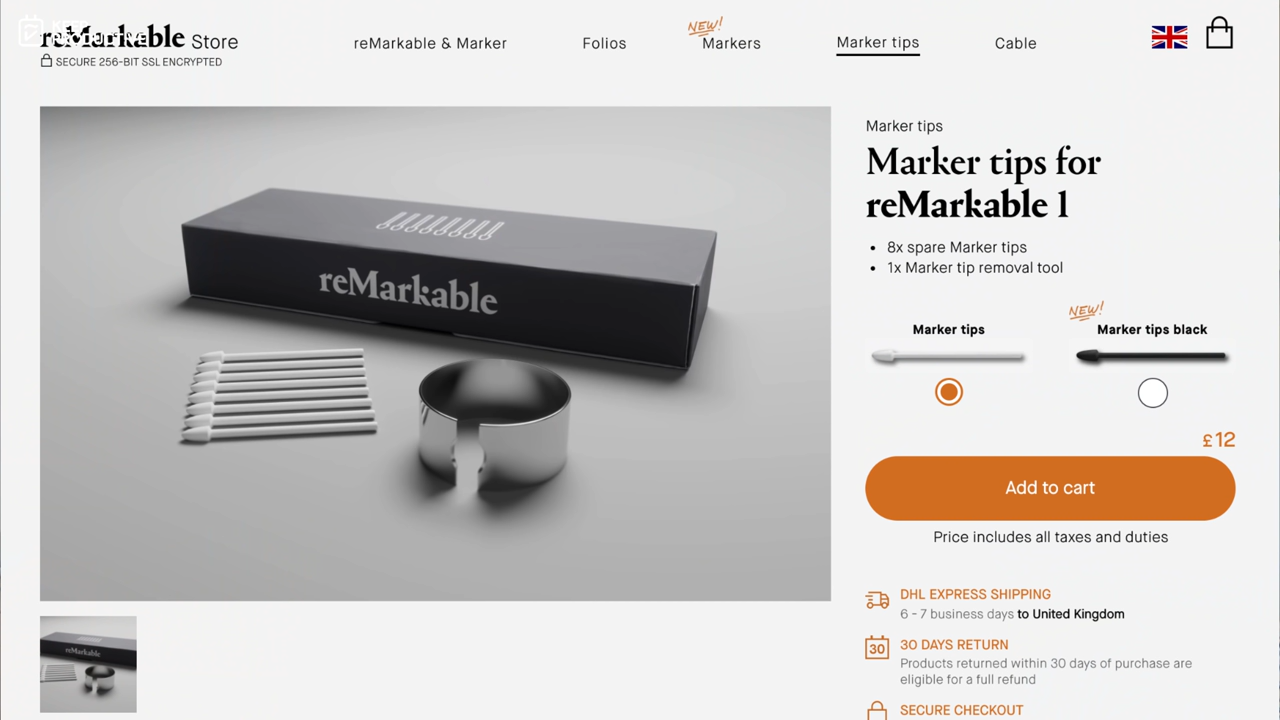 KEEP
PRODUCTIVE
reMarkable Store
SECURE 256-BIT SSL ENCRYPTED
reMarkable & Marker
Folios
NEW!
Markers
Marker tips
Cable
reMarkable
Marker tips
Marker tips for
reMarkable 1
• 8x spare Marker tips
• 1x Marker tip removal tool
Marker tips
NEW!
Marker tips black
£12
Add to cart
Price includes all taxes and duties
DHL EXPRESS SHIPPING
6 - 7 business days to United Kingdom
30
30 DAYS RETURN
Products returned within 30 days of purchase are
eligible for a full refund
SECURE CHECKOUT
reMarkable